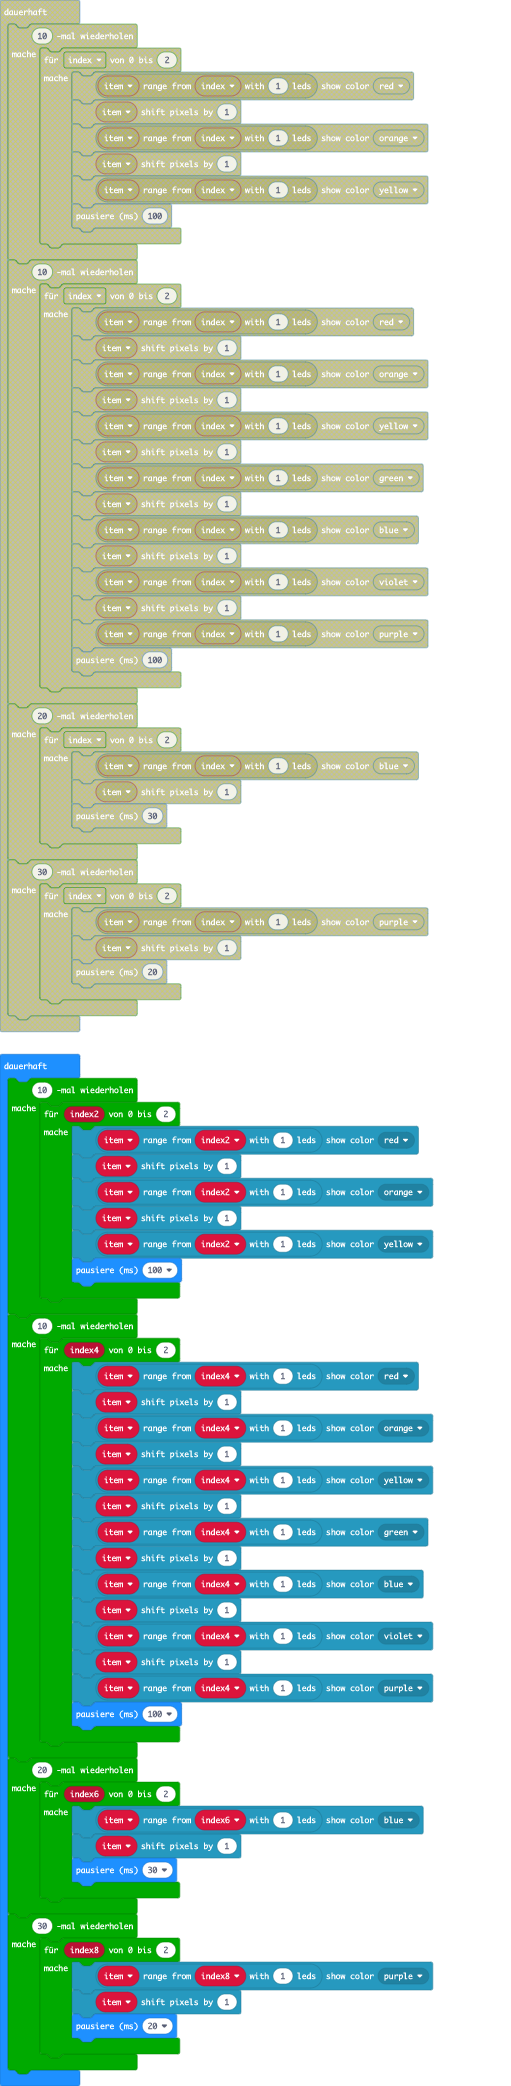 dauerhaft
10 -mal wiederholen
mache für index von 0 bis 2
mache item range from index with 1 leds show color red
item shift pixels by 1
item range from index with 1 leds show color orange
item shift pixels by 1
item range from index with 1 leds show color yellow
pausiere (ms) 100
10 -mal wiederholen
mache für index von 0 bis 2
mache item range from index with 1 leds show color red
item shift pixels by 1
item range from index with 1 leds show color orange
item shift pixels by 1
item range from index with 1 leds show color yellow
item shift pixels by 1
item range from index with 1 leds show color green
item shift pixels by 1
item range from index with 1 leds show color blue
item shift pixels by 1
item range from index with 1 leds show color violet
item shift pixels by 1
item range from index with 1 leds show color purple
pausiere (ms) 100
20 -mal wiederholen
mache für index von 0 bis 2
mache item range from index with 1 leds show color blue
item shift pixels by 1
pausiere (ms) 30
30 -mal wiederholen
mache für index von 0 bis 2
mache item range from index with 1 leds show color purple
item shift pixels by 1
pausiere (ms) 20
dauerhaft
10 -mal wiederholen
mache für index2 von 0 bis 2
mache item range from index2 with 1 leds show color red
item shift pixels by 1
item range from index2 with 1 leds show color orange
item shift pixels by 1
item range from index2 with 1 leds show color yellow
pausiere (ms) 100
10 -mal wiederholen
mache für index4 von 0 bis 2
mache item range from index4 with 1 leds show color red
item shift pixels by 1
item range from index4 with 1 leds show color orange
item shift pixels by 1
item range from index4 with 1 leds show color yellow
item shift pixels by 1
item range from index4 with 1 leds show color green
item shift pixels by 1
item range from index4 with 1 leds show color blue
item shift pixels by 1
item range from index4 with 1 leds show color violet
item shift pixels by 1
item range from index4 with 1 leds show color purple
pausiere (ms) 100
20 -mal wiederholen
mache für index6 von 0 bis 2
mache item range from index6 with 1 leds show color blue
item shift pixels by 1
pausiere (ms) 30
30 -mal wiederholen
mache für index8 von 0 bis 2
mache item range from index8 with 1 leds show color purple
item shift pixels by 1
pausiere (ms) 20